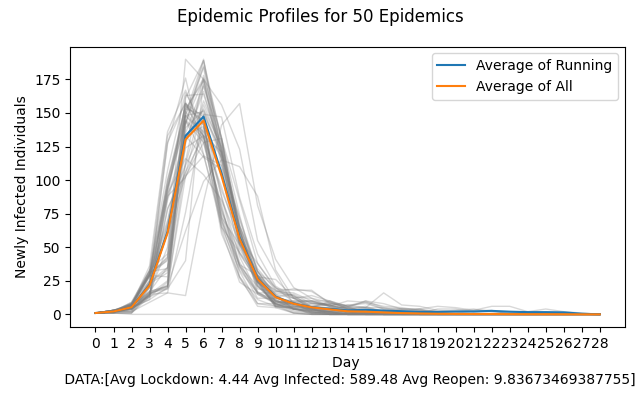 Epidemic Profiles for 50 Epidemics
Average of Running
Average of All
175
150
125
100
75
50
25
0
Newly Infected Individuals
0 1 2 3 4 5 6 7 8 9 10 11 12 13 14 15 16 17 18 19 20 21 22 23 24 25 26 27 28
Day
DATA:[Avg Lockdown: 4.44 Avg Infected: 589.48 Avg Reopen: 9.83673469387755]